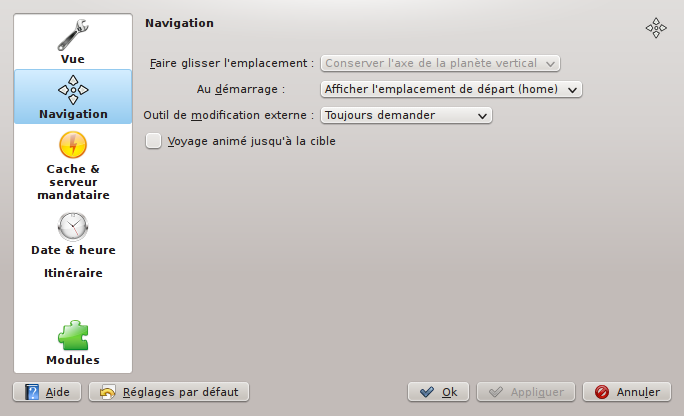 Navigation
Vue
Navigation
Cache &
serveur
mandataire
Date & heure
Itinéraire
Modules
Faire glisser l'emplacement : Conserver l'axe de la planète vertical
Au démarrage : Afficher l'emplacement de départ (home)
Outil de modification externe : Toujours demander
Voyage animé jusqu'à la cible
Aide Réglages par défaut Ok Appliquer Annuler